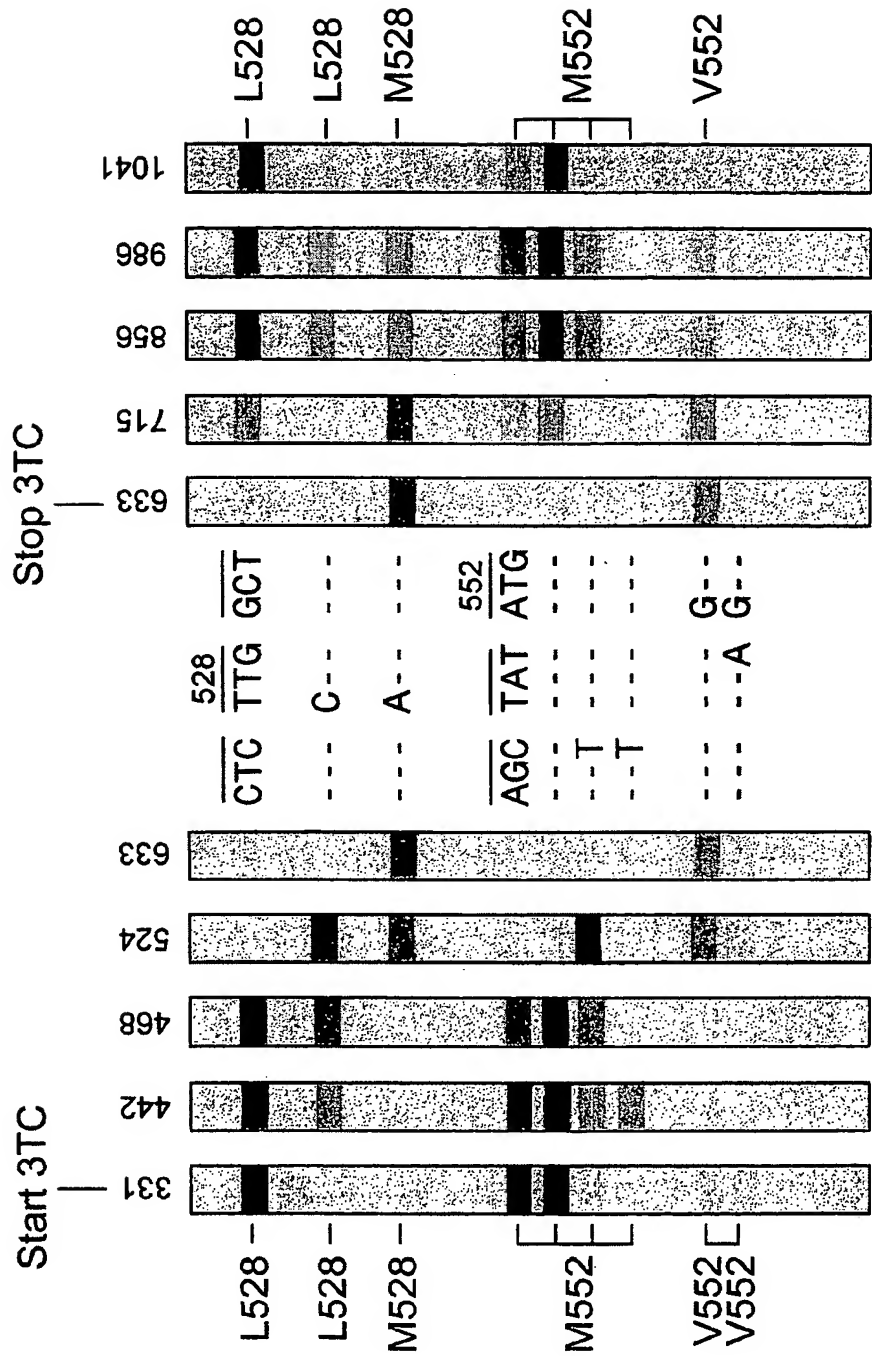 Start 3TC
331
442
468
524
633
L528
L528
M528
M552
V552
V552
528
CTC TTG GCT
--- C-- ---
--- A-- ---
552
AGC TAT ATG
--- --- ---
--T --- ---
--T --- ---
--- --- G--
--- --A G--
Stop 3TC
633
715
856
986
1041
L528
L528
M528
M552
V552